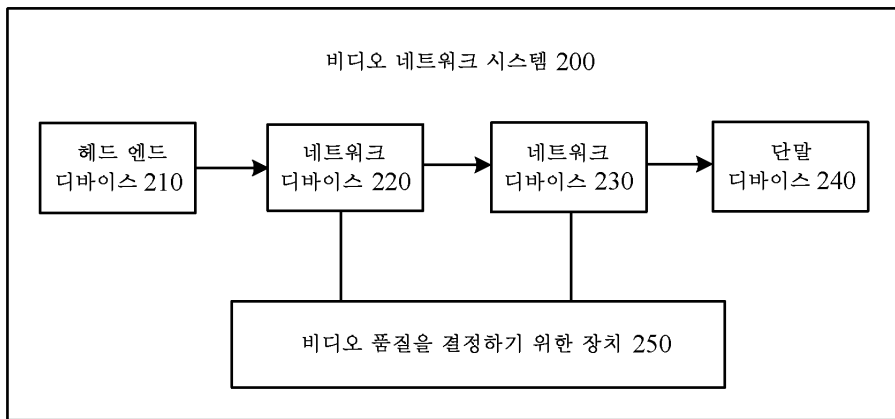 비디오 네트워크 시스템 200
헤드 엔드
디바이스 210
네트워크
디바이스 220
네트워크
디바이스 230
단말
디바이스 240
비디오 품질을 결정하기 위한 장치 250